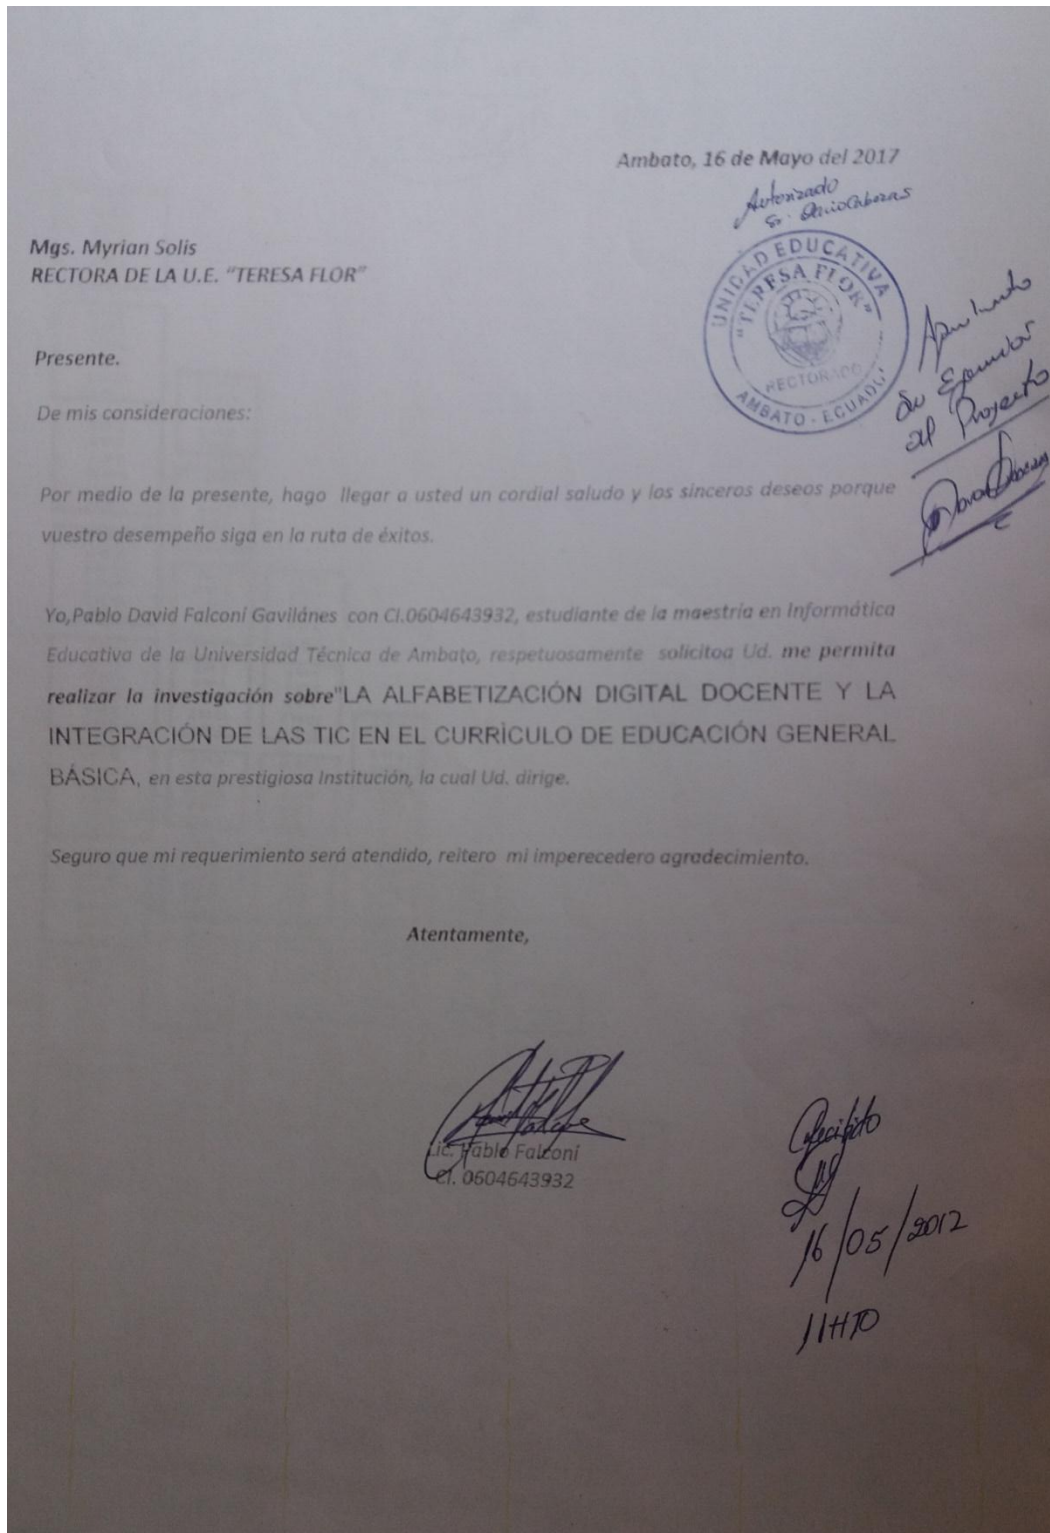 Ambato, 16 de Mayo del 2017
Autorizado
Sr.
Mgs. Myrian Solis
RECTORA DE LA U.E. "TERESA FLOR"
UNIDAD EDUCATIVA
"TERESA FLOR"
RECTORADO
AMBATO - ECUADOR
Presente.
De mis consideraciones:
al Proyecto
Por medio de la presente, hago llegar a usted un cordial saludo y los sinceros deseos porque
vuestro desempeño siga en la ruta de éxitos.
Yo,Pablo David Falconí Gavilánes con CI.0604643932, estudiante de la maestría en Informática
Educativa de la Universidad Técnica de Ambato, respetuosamente solicitoa Ud. me permita
realizar la investigación sobre"LA ALFABETIZACIÓN DIGITAL DOCENTE Y LA
INTEGRACIÓN DE LAS TIC EN EL CURRÌCULO DE EDUCACIÓN GENERAL
BÁSICA, en esta prestigiosa Institución, la cual Ud. dirige.
Seguro que mi requerimiento será atendido, reitero mi imperecedero agradecimiento.
Atentamente,
Lic. Pablo Falconi
CI. 0604643932
Recibido
16/05/2017